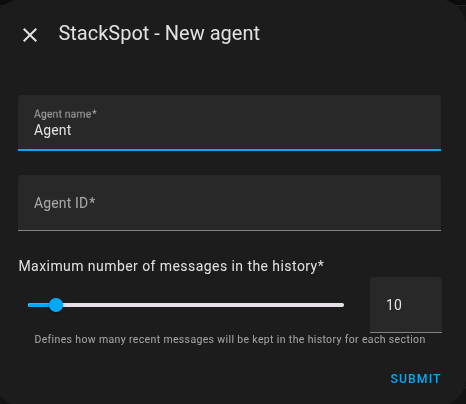 StackSpot - New agent
Agent name*
Agent
Agent ID*
Maximum number of messages in the history*
10
Defines how many recent messages will be kept in the history for each section
SUBMIT